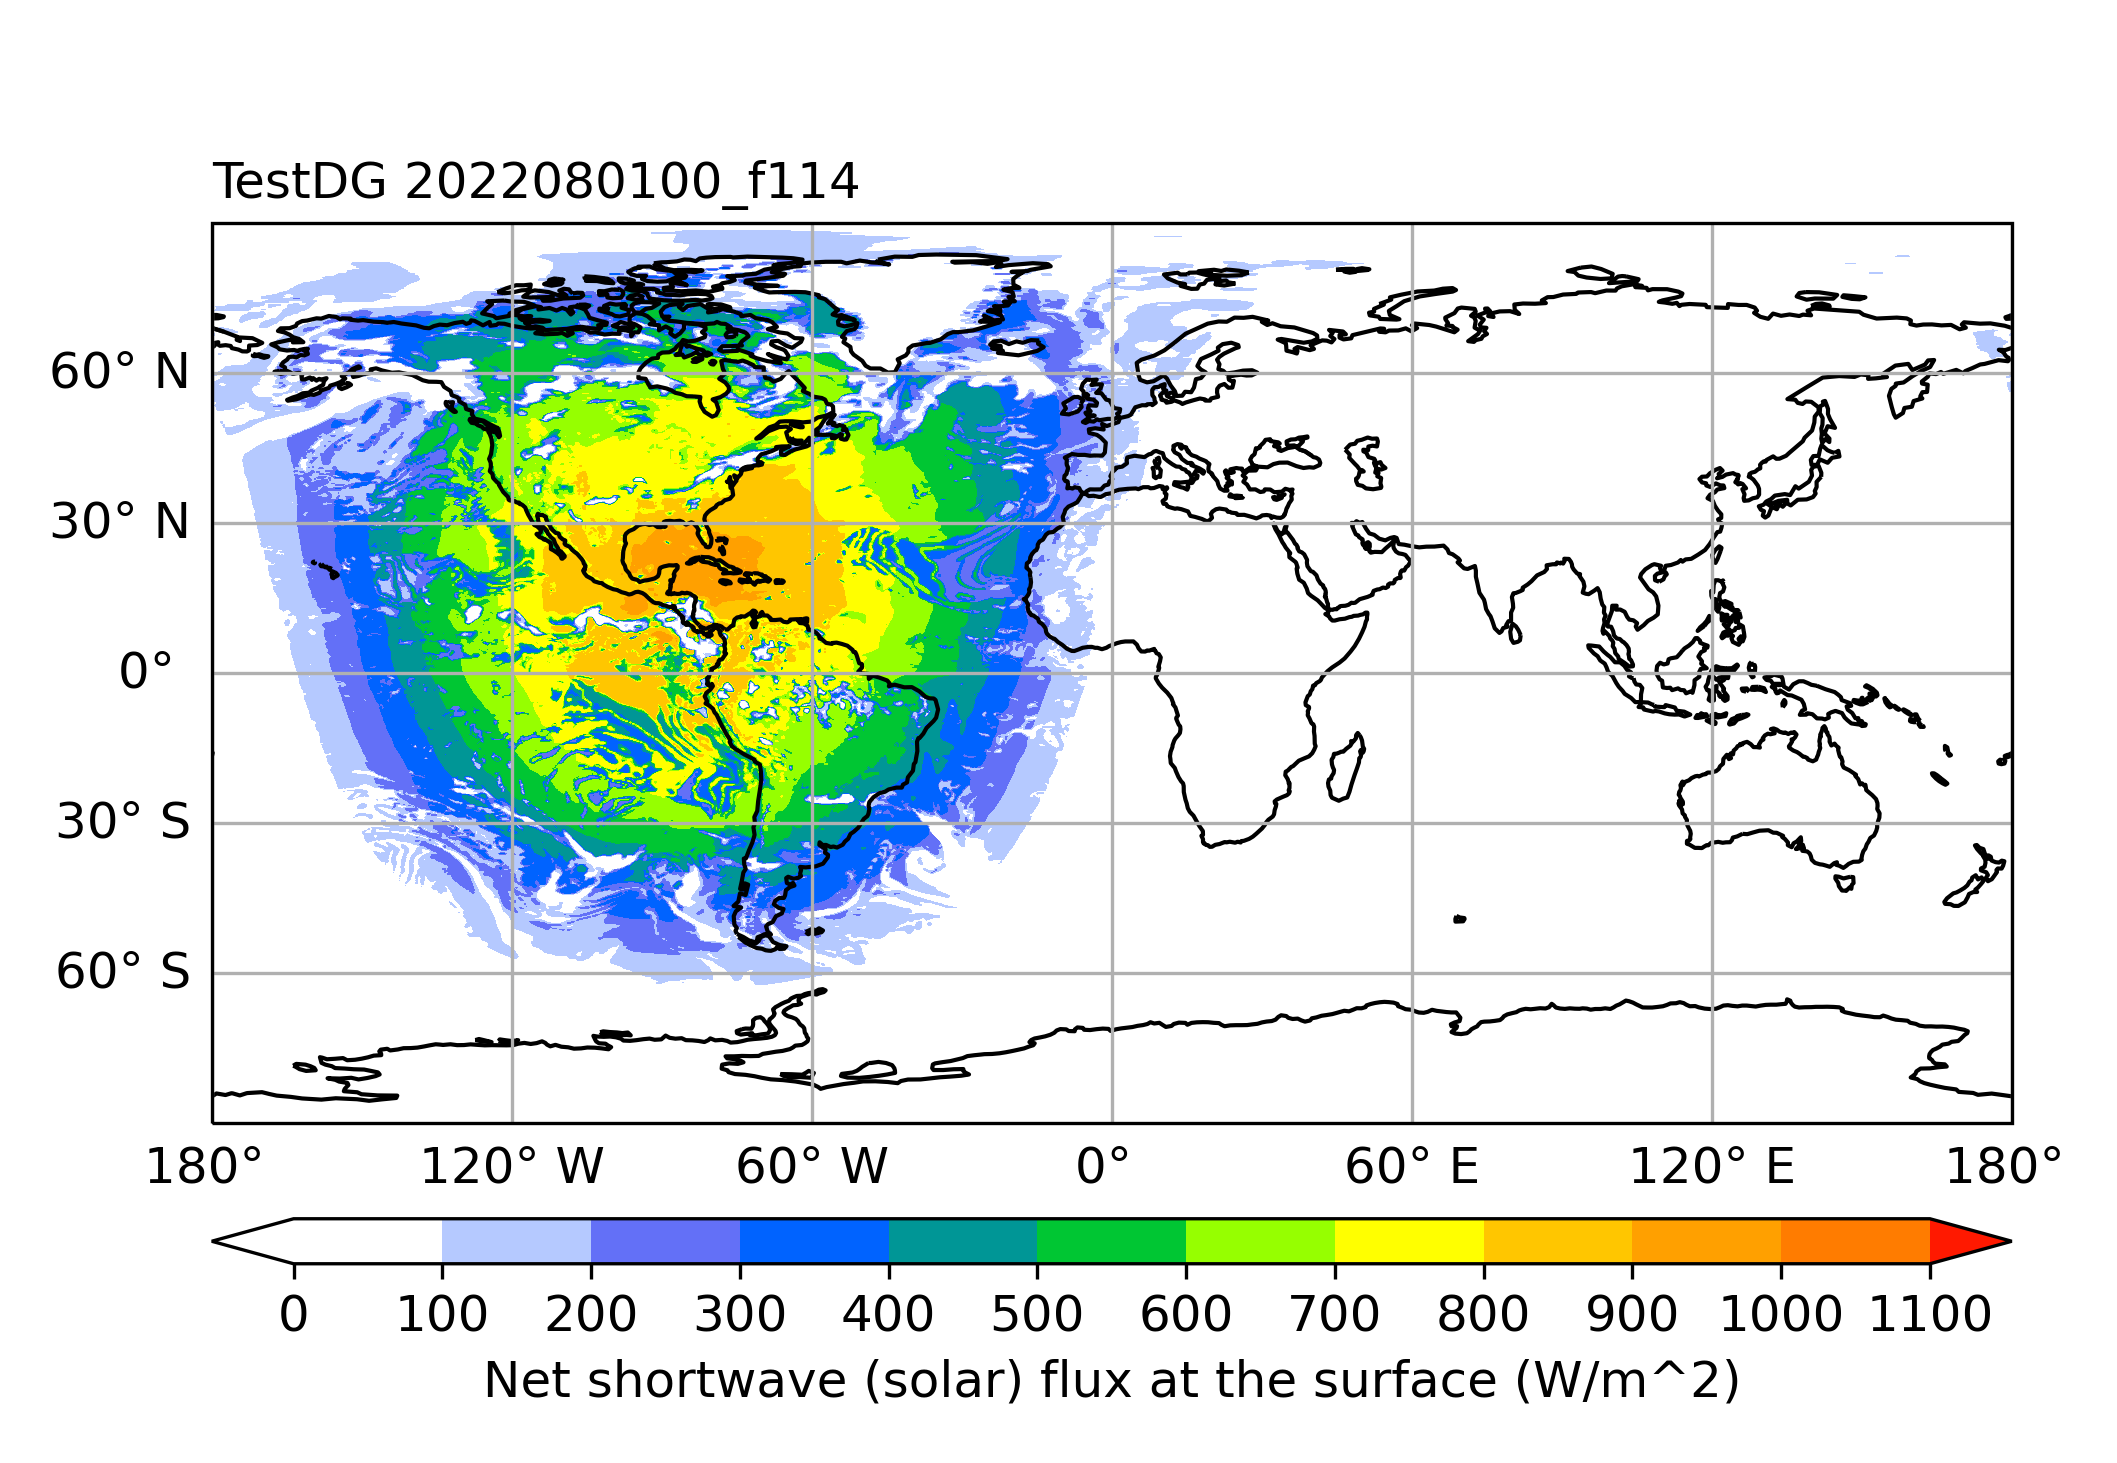 TestDG 2022080100_f114
60° N
30° N
0°
30° S
60° S
180° 120° W 60° W 0° 60° E 120° E 180°
0 100 200 300 400 500 600 700 800 900 1000 1100
Net shortwave (solar) flux at the surface (W/m^2)